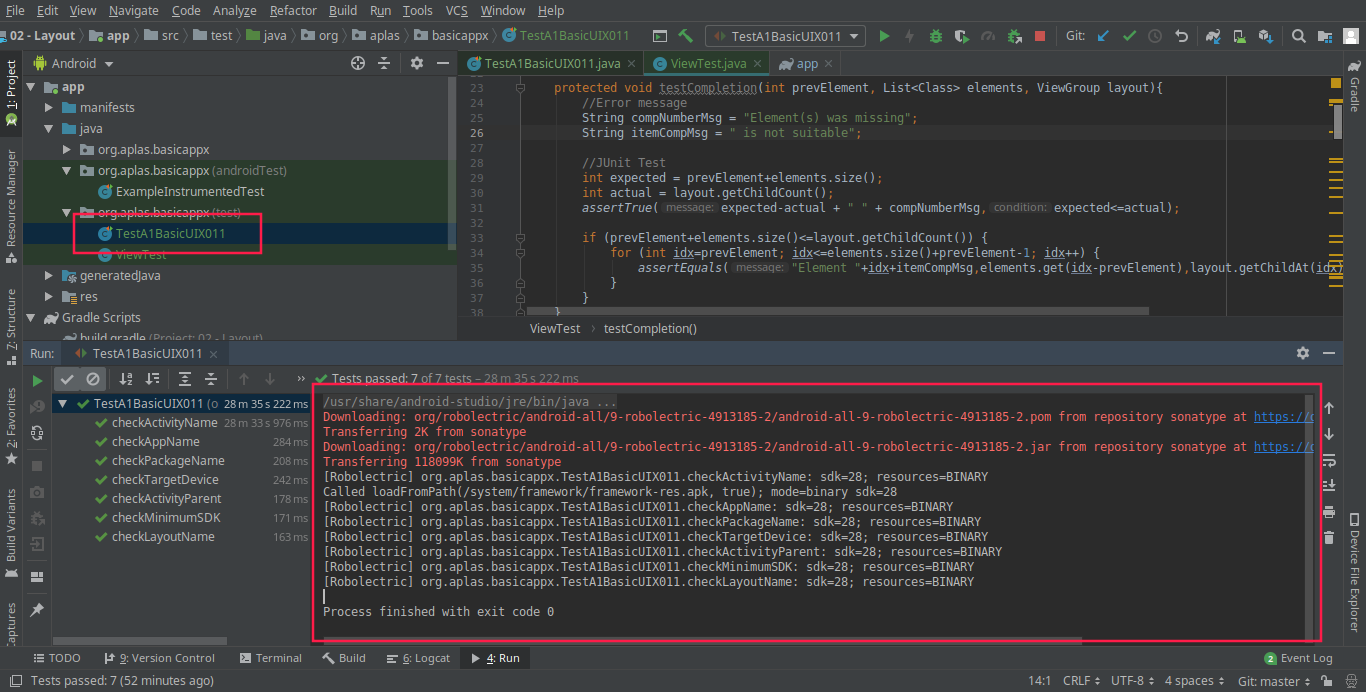 File Edit View Navigate Code Analyze Refactor Build Run Tools VCS Window Help
02 - Layout app src test java org aplas basicappx TestA1BasicUIX011 TestA1BasicUIX011 Git:
1: Project
Resource Manager
7: Structure
2: Favorites
Build Variants
Captures
Android
app
manifests
java
org.aplas.basicappx
org.aplas.basicappx (androidTest)
ExampleInstrumentedTest
org.aplas.basicappx (test)
TestA1BasicUIX011
ViewTest
generatedJava
res
Gradle Scripts
build.gradle (Project: 02 - Layout)
TestA1BasicUIX011.java ViewTest.java app
22
23 protected void testCompletion(int prevElement, List<Class> elements, ViewGroup layout){
24 //Error message
25 String compNumberMsg = "Element(s) was missing";
26 String itemCompMsg = " is not suitable";
27
28 //JUnit Test
29 int expected = prevElement+elements.size();
30 int actual = layout.getChildCount();
31 assertTrue( message: expected-actual + " " + compNumberMsg, condition: expected<=actual);
32
33 if (prevElement+elements.size()<=layout.getChildCount()) {
34 for (int idx=prevElement; idx<=elements.size()+prevElement-1; idx++) {
35 assertEquals( message: "Element "+idx+itemCompMsg,elements.get(idx-prevElement),layout.getChildAt(idx)
36 }
37 }
38 }
ViewTest testCompletion()
Gradle
Device File Explorer
Run: TestA1BasicUIX011
Tests passed: 7 of 7 tests – 28 m 35 s 222 ms
TestA1BasicUIX011 (o 28 m 35 s 222 ms
checkActivityName 28 m 33 s 976 ms
checkAppName 284 ms
checkPackageName 208 ms
checkTargetDevice 242 ms
checkActivityParent 178 ms
checkMinimumSDK 171 ms
checkLayoutName 163 ms
/usr/share/android-studio/jre/bin/java ...
Downloading: org/robolectric/android-all/9-robolectric-4913185-2/android-all-9-robolectric-4913185-2.pom from repository sonatype at https://o
Transferring 2K from sonatype
Downloading: org/robolectric/android-all/9-robolectric-4913185-2/android-all-9-robolectric-4913185-2.jar from repository sonatype at https://o
Transferring 118099K from sonatype
[Robolectric] org.aplas.basicappx.TestA1BasicUIX011.checkActivityName: sdk=28; resources=BINARY
Called loadFromPath(/system/framework/framework-res.apk, true); mode=binary sdk=28
[Robolectric] org.aplas.basicappx.TestA1BasicUIX011.checkAppName: sdk=28; resources=BINARY
[Robolectric] org.aplas.basicappx.TestA1BasicUIX011.checkPackageName: sdk=28; resources=BINARY
[Robolectric] org.aplas.basicappx.TestA1BasicUIX011.checkTargetDevice: sdk=28; resources=BINARY
[Robolectric] org.aplas.basicappx.TestA1BasicUIX011.checkActivityParent: sdk=28; resources=BINARY
[Robolectric] org.aplas.basicappx.TestA1BasicUIX011.checkMinimumSDK: sdk=28; resources=BINARY
[Robolectric] org.aplas.basicappx.TestA1BasicUIX011.checkLayoutName: sdk=28; resources=BINARY
Process finished with exit code 0
TODO 9: Version Control Terminal Build 6: Logcat 4: Run 2 Event Log
Tests passed: 7 (52 minutes ago) 14:1 CRLF UTF-8 4 spaces Git: master